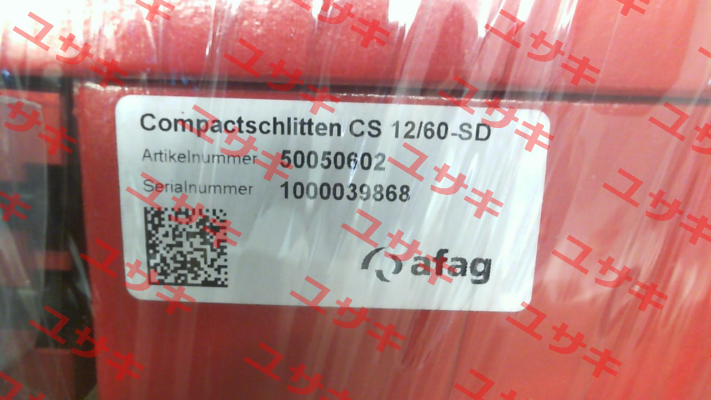 Compactschlitten CS 12/60-SD
Artikelnummer 50050602
Serialnummer 1000039868
afag
ユサキ